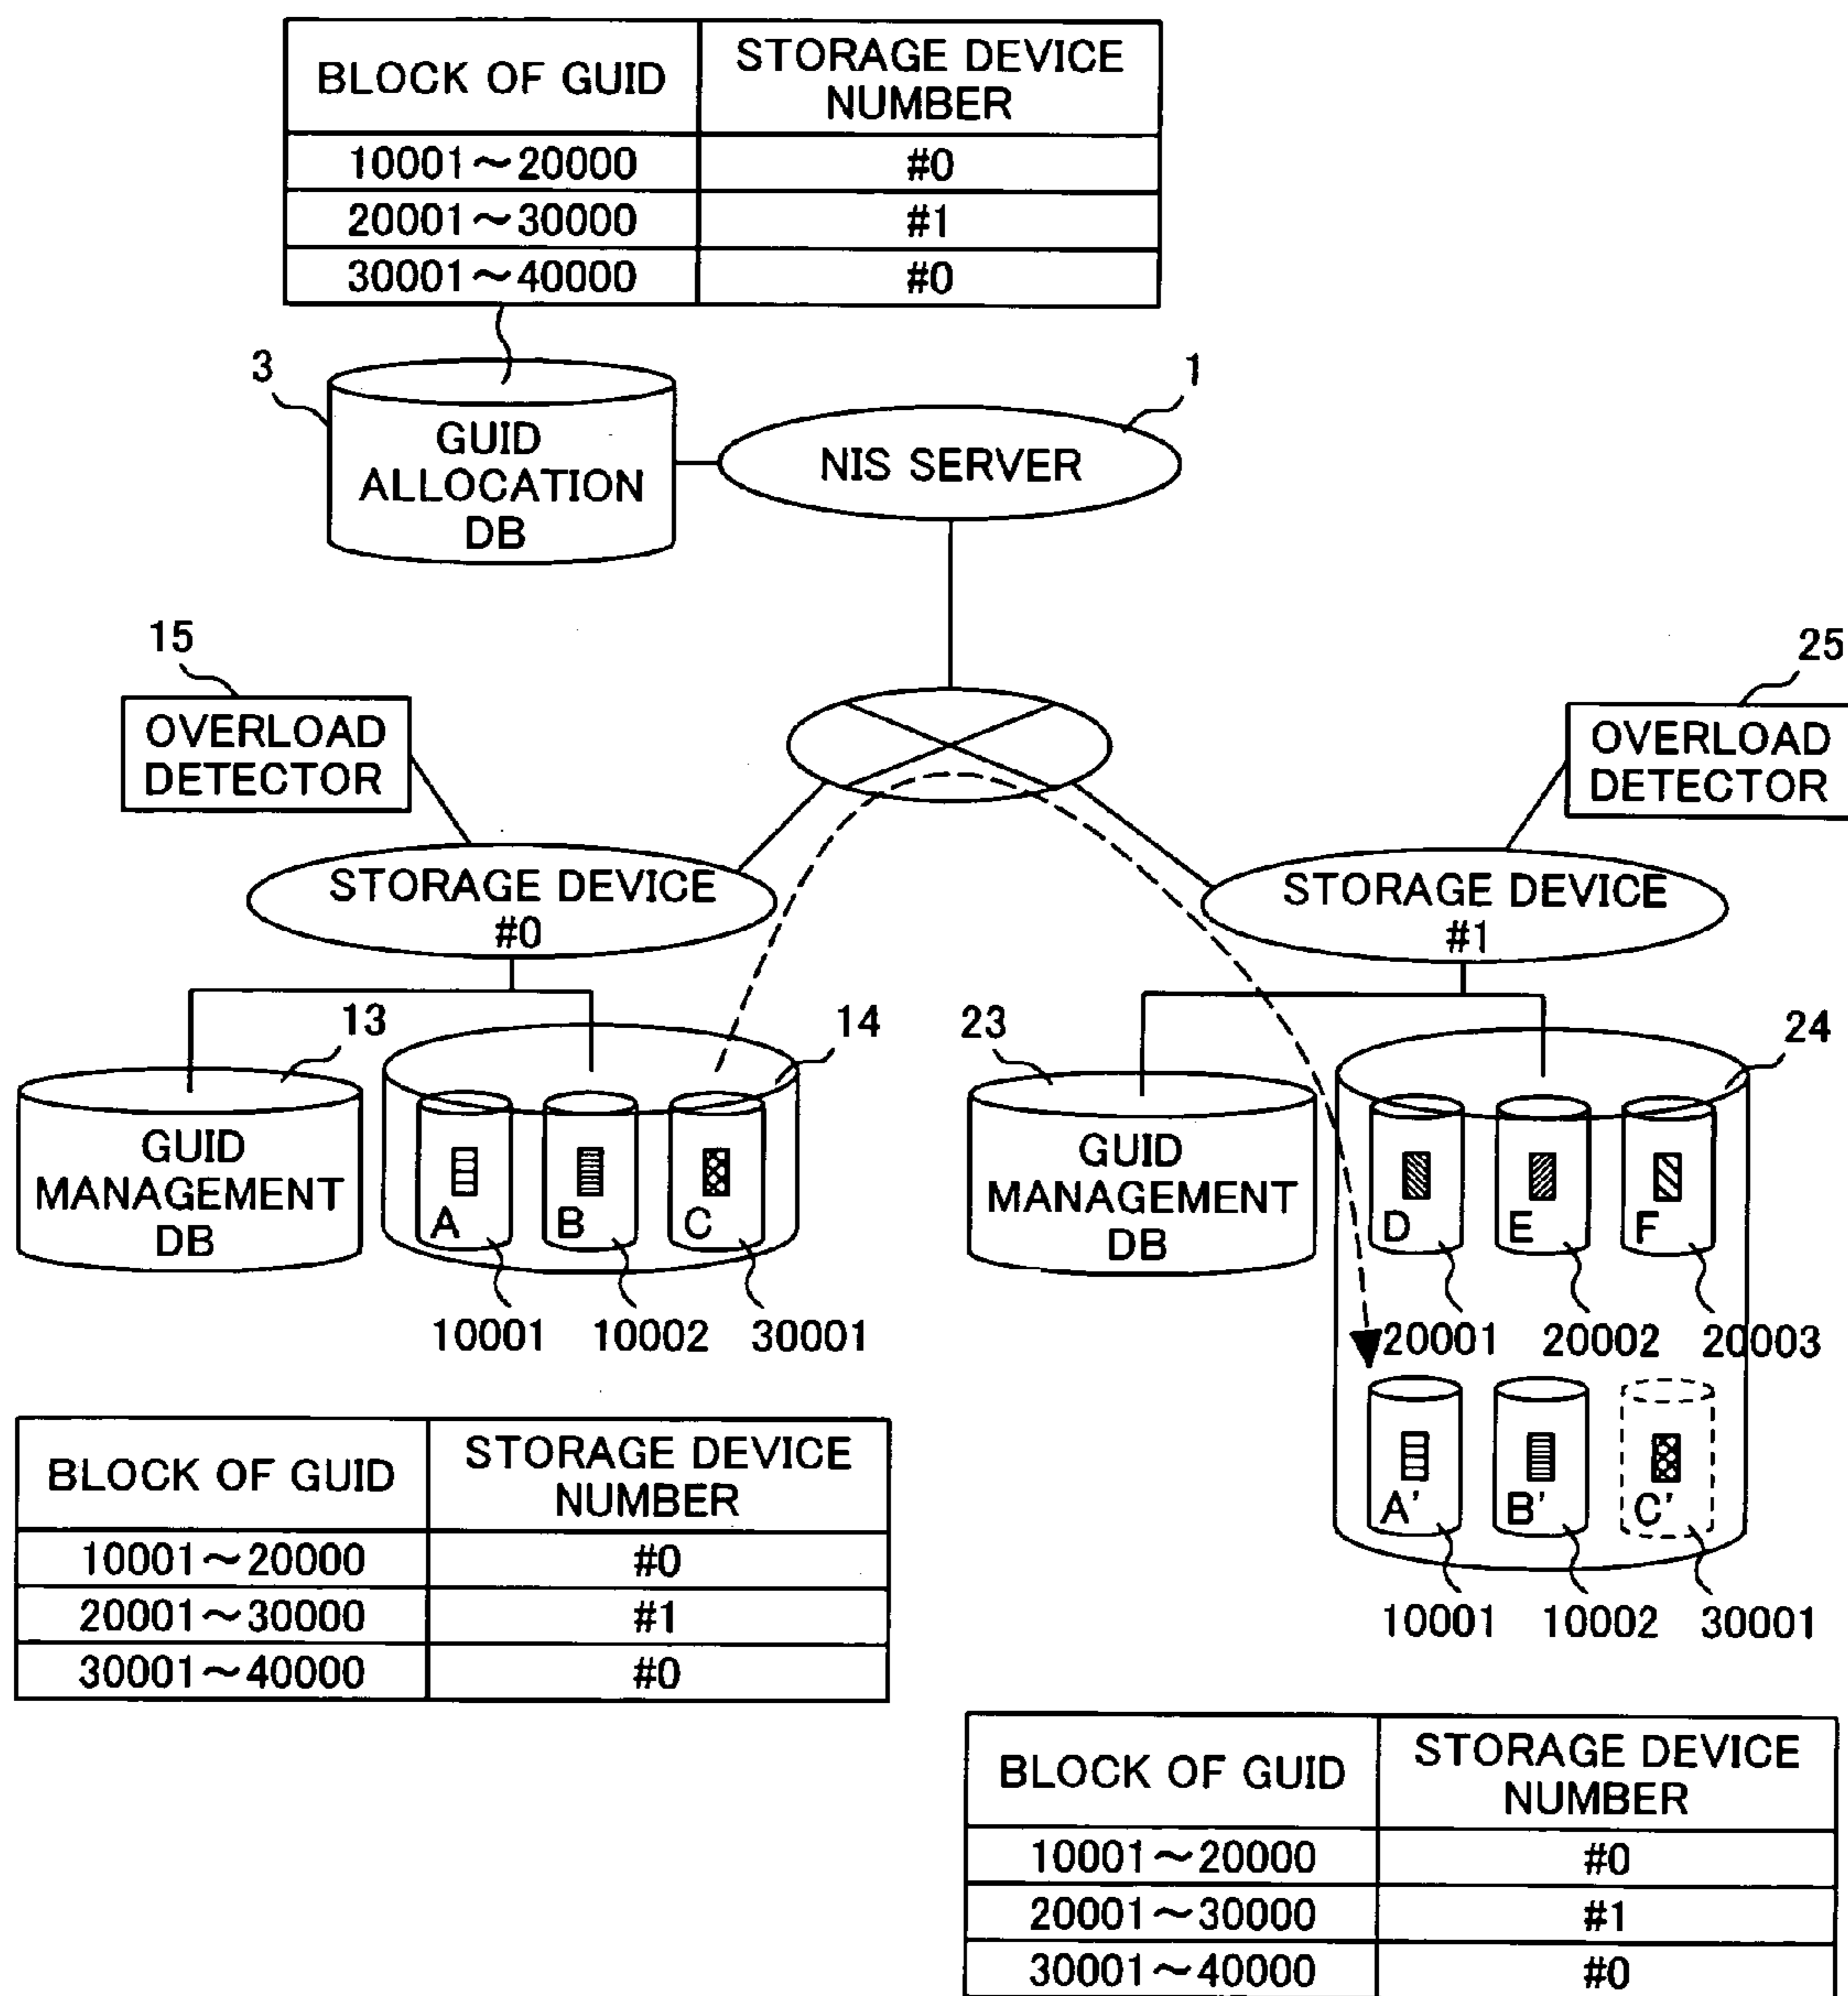 BLOCK OF GUID STORAGE DEVICE NUMBER
10001～20000 #0
20001～30000 #1
30001～40000 #0
3
1
GUID
ALLOCATION
DB
NIS SERVER
15
25
OVERLOAD
DETECTOR
OVERLOAD
DETECTOR
STORAGE DEVICE
#0
STORAGE DEVICE
#1
13
14
23
24
GUID
MANAGEMENT
DB
A B C
10001 10002 30001
GUID
MANAGEMENT
DB
D E F
20001 20002 20003
A' B' C'
10001 10002 30001
BLOCK OF GUID STORAGE DEVICE NUMBER
10001～20000 #0
20001～30000 #1
30001～40000 #0
BLOCK OF GUID STORAGE DEVICE NUMBER
10001～20000 #0
20001～30000 #1
30001～40000 #0